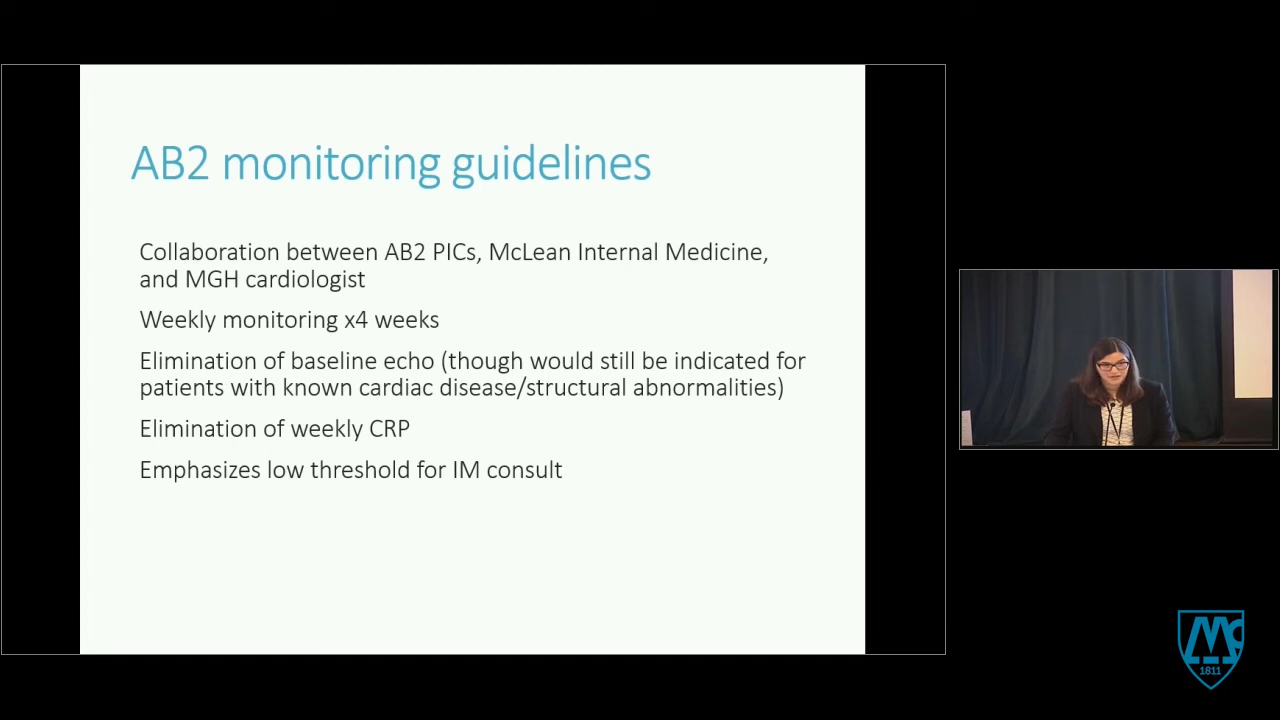 AB2 monitoring guidelines
Collaboration between AB2 PICs, McLean Internal Medicine,
and MGH cardiologist
Weekly monitoring x4 weeks
Elimination of baseline echo (though would still be indicated for
patients with known cardiac disease/structural abnormalities)
Elimination of weekly CRP
Emphasizes low threshold for IM consult
Mc
1811